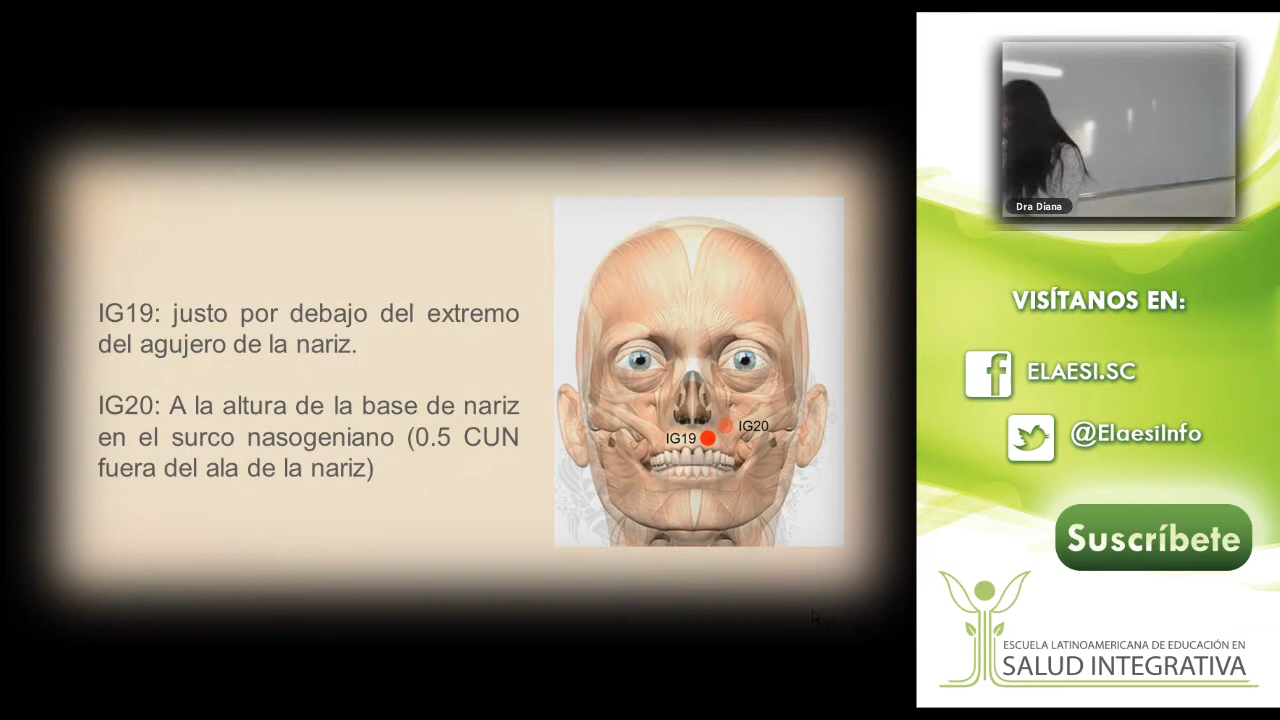 IG19: justo por debajo del extremo
del agujero de la nariz.
IG20: A la altura de la base de nariz
en el surco nasogeniano (0.5 CUN
fuera del ala de la nariz)
IG19
IG20
Dra Diana
VISÍTANOS EN:
ELAESI.SC
@ElaesiInfo
Suscríbete
ESCUELA LATINOAMERICANA DE EDUCACIÓN EN
SALUD INTEGRATIVA